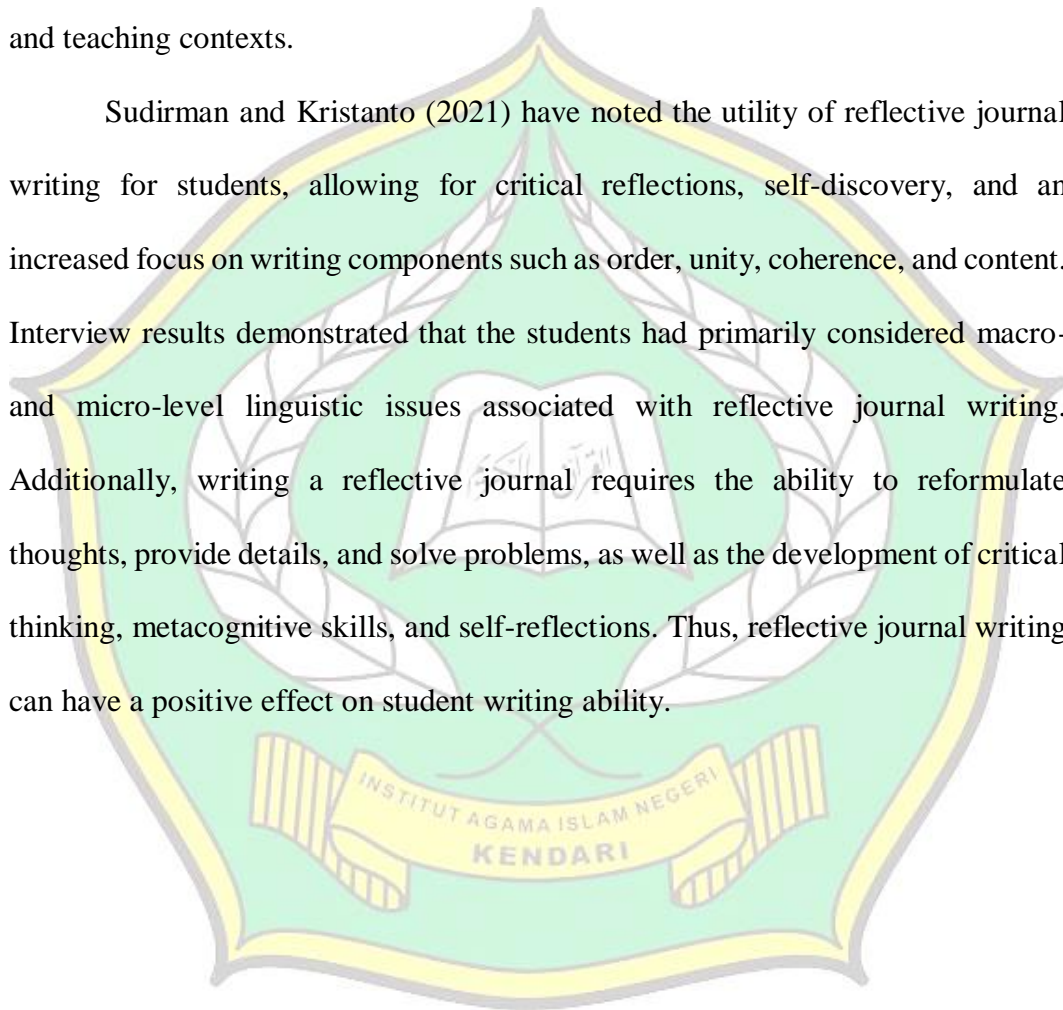 and teaching contexts.
Sudirman and Kristanto (2021) have noted the utility of reflective journal
writing for students, allowing for critical reflections, self-discovery, and an
increased focus on writing components such as order, unity, coherence, and content.
Interview results demonstrated that the students had primarily considered macro-
and micro-level linguistic issues associated with reflective journal writing.
Additionally, writing a reflective journal requires the ability to reformulate
thoughts, provide details, and solve problems, as well as the development of critical
thinking, metacognitive skills, and self-reflections. Thus, reflective journal writing
can have a positive effect on student writing ability.
INSTITUT AGAMA ISLAM NEGERI
KENDARI